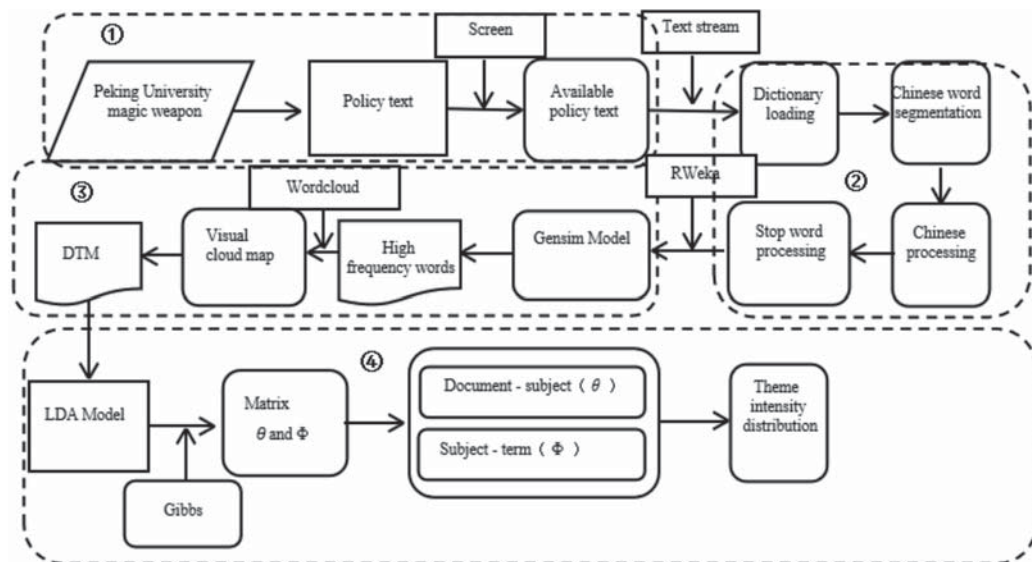 ①
Screen
Text stream
Peking University
magic weapon
Policy text
Available
policy text
Dictionary
loading
Chinese word
segmentation
②
③
Wordcloud
RWeka
DTM
Visual
cloud map
High
frequency words
Gensim Model
Stop word
processing
Chinese
processing
④
LDA Model
Matrix
θ and Φ
Document - subject ( θ )
Subject - term ( Φ )
Theme
intensity
distribution
Gibbs